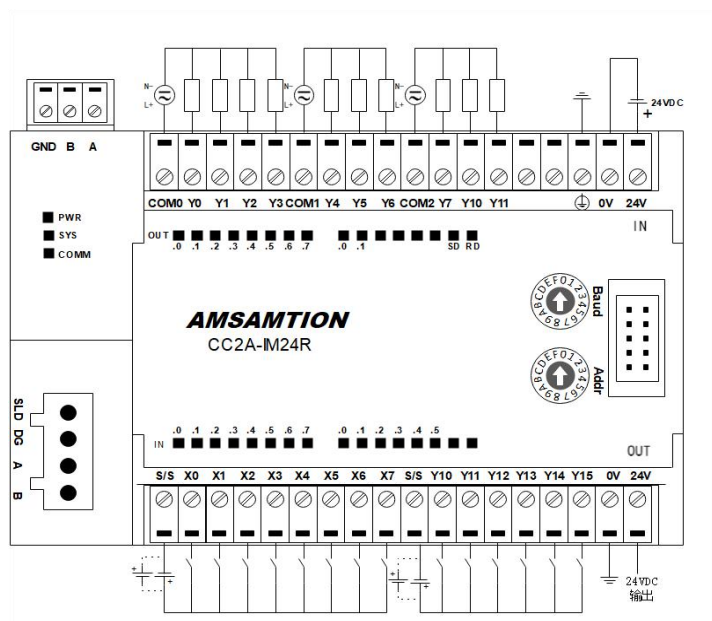 N- N- N-
L+ L+ L+
24VDC
+
GND B A
COM0 Y0 Y1 Y2 Y3 COM1 Y4 Y5 Y6 COM2 Y7 Y10 Y11 0V 24V
PWR
SYS
COMM
IN
OUT
.0 .1 .2 .3 .4 .5 .6 .7 .0 .1 SD RD
Baud
0123456789ABCDEF
AMSAMTION
CC2A-IM24R
Addr
0123456789ABCDEF
SLD DG A B
.0 .1 .2 .3 .4 .5 .6 .7 .0 .1 .2 .3 .4 .5
IN
OUT
S/S X0 X1 X2 X3 X4 X5 X6 X7 S/S Y10 Y11 Y12 Y13 Y14 Y15 0V 24V
+ + + +
24VDC
输出